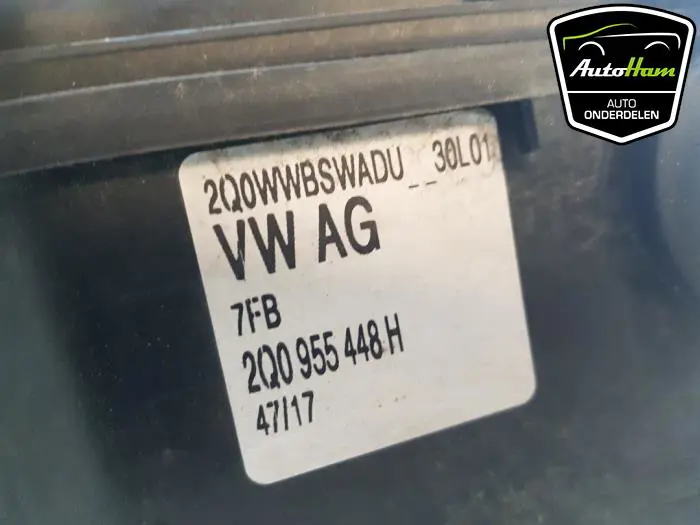 2Q0WWBSWADU__30L01
VW AG
7FB
2Q0 955 448 H
47/17
AutoHam
AUTO
ONDERDELEN